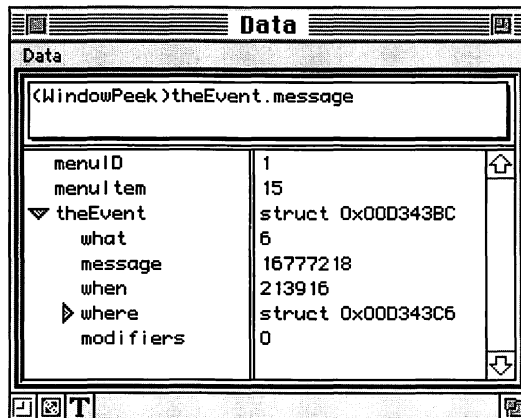 Data
Data
(WindowPeek)theEvent.message
menuID 1
menuItem 15
theEvent struct 0x00D343BC
what 6
message 16777218
when 213916
where struct 0x00D343C6
modifiers 0
T